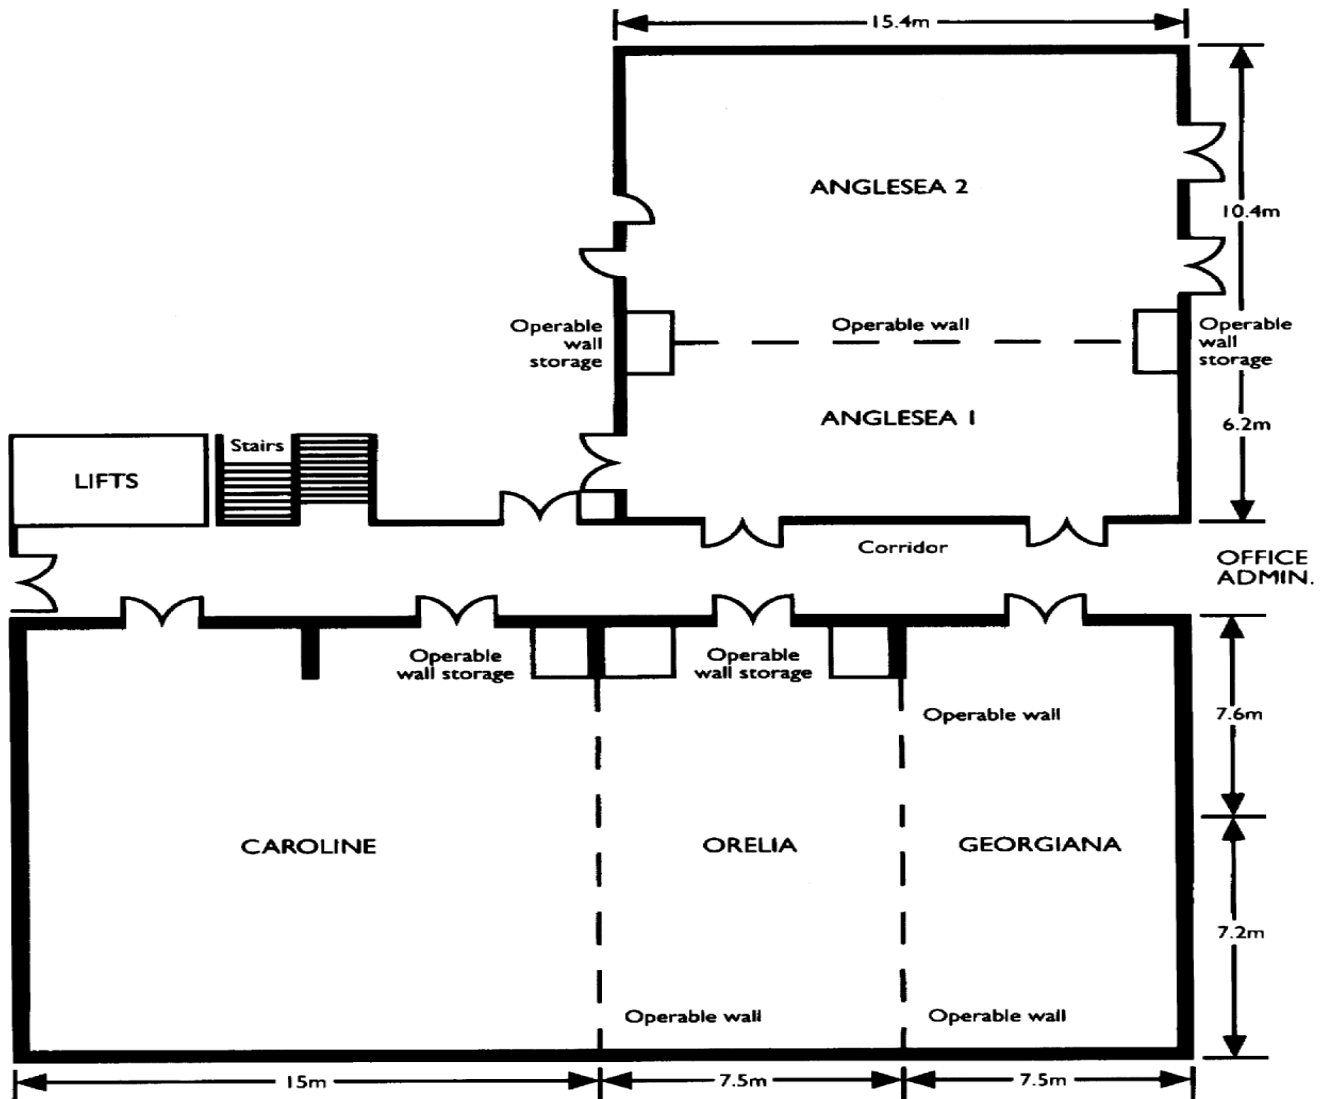 15.4m
ANGLESEA 2
10.4m
Operable
wall
storage
Operable wall
Operable
wall
storage
ANGLESEA 1
6.2m
Stairs
LIFTS
Corridor
OFFICE
ADMIN.
Operable
wall storage
Operable
wall storage
Operable wall
7.6m
CAROLINE
ORELIA
GEORGIANA
7.2m
Operable wall
Operable wall
15m
7.5m
7.5m